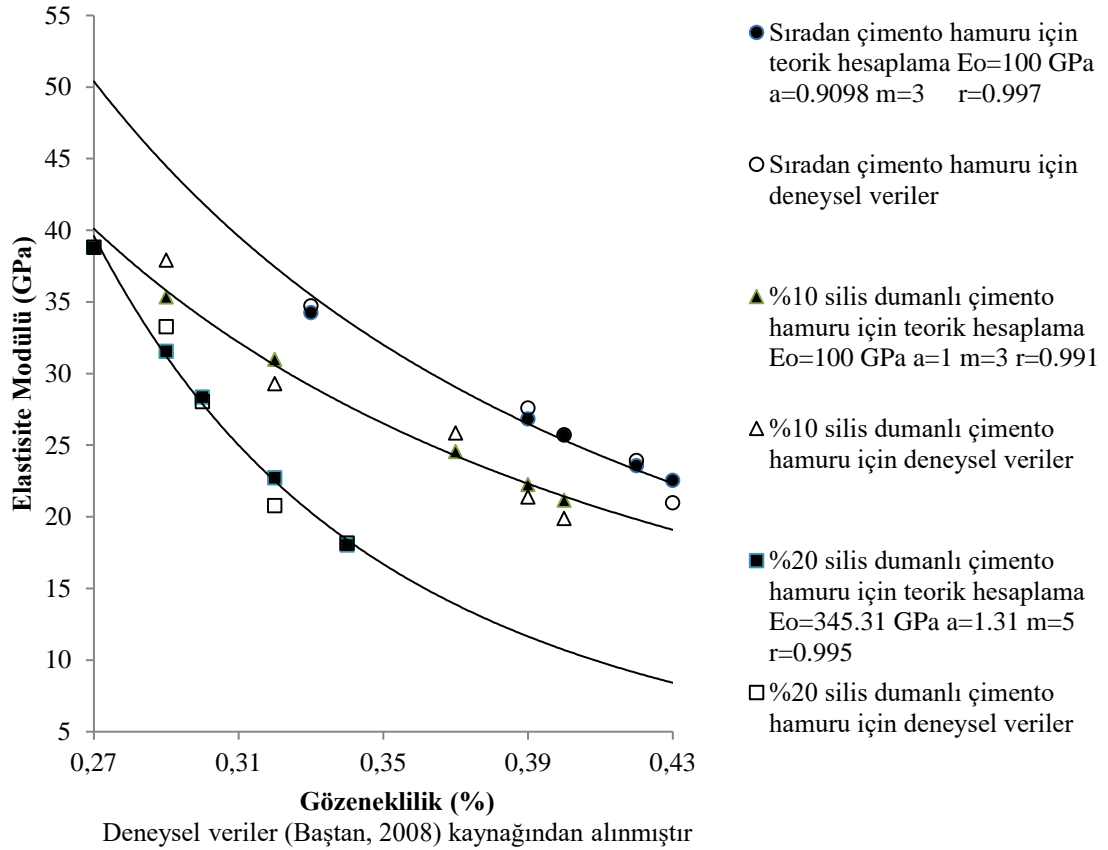 55
50
45
40
35
30
25
20
15
10
5
Elastisite Modülü (GPa)
0,27 0,31 0,35 0,39 0,43
Gözeneklilik (%)
Deneysel veriler (Baştan, 2008) kaynağından alınmıştır
Sıradan çimento hamuru için
teorik hesaplama Eo=100 GPa
a=0.9098 m=3 r=0.997
Sıradan çimento hamuru için
deneysel veriler
%10 silis dumanlı çimento
hamuru için teorik hesaplama
Eo=100 GPa a=1 m=3 r=0.991
%10 silis dumanlı çimento
hamuru için deneysel veriler
%20 silis dumanlı çimento
hamuru için teorik hesaplama
Eo=345.31 GPa a=1.31 m=5
r=0.995
%20 silis dumanlı çimento
hamuru için deneysel veriler